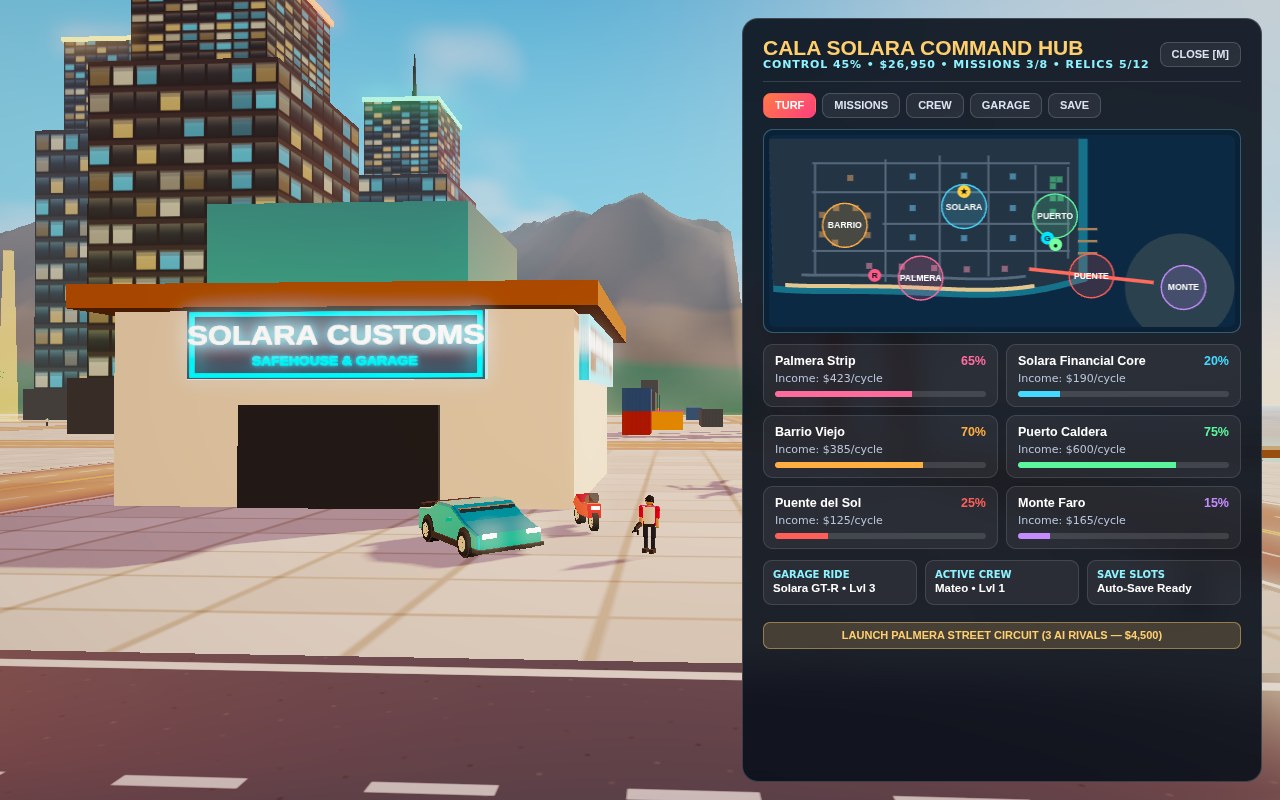 SOLARA CUSTOMS
SAFEHOUSE & GARAGE
CALA SOLARA COMMAND HUB
CONTROL 45% • $26,950 • MISSIONS 3/8 • RELICS 5/12
CLOSE [M]
TURF
MISSIONS
CREW
GARAGE
SAVE
SOLARA
BARRIO
PUERTO
G
R
PALMERA
PUENTE
MONTE
Palmera Strip 65%
Income: $423/cycle
Solara Financial Core 20%
Income: $190/cycle
Barrio Viejo 70%
Income: $385/cycle
Puerto Caldera 75%
Income: $600/cycle
Puente del Sol 25%
Income: $125/cycle
Monte Faro 15%
Income: $165/cycle
GARAGE RIDE
Solara GT-R • Lvl 3
ACTIVE CREW
Mateo • Lvl 1
SAVE SLOTS
Auto-Save Ready
LAUNCH PALMERA STREET CIRCUIT (3 AI RIVALS — $4,500)